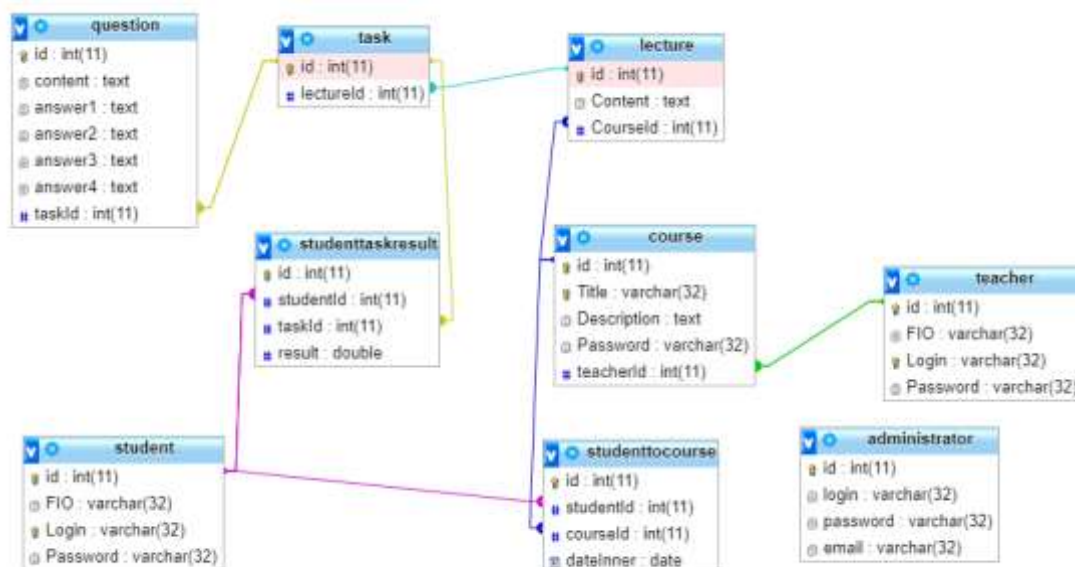 question
id : int(11)
content : text
answer1 : text
answer2 : text
answer3 : text
answer4 : text
taskId : int(11)
task
id : int(11)
lectureId : int(11)
lecture
id : int(11)
Content : text
CourseId : int(11)
studenttaskresult
id : int(11)
studentId : int(11)
taskId : int(11)
result : double
course
id : int(11)
Title : varchar(32)
Description : text
Password : varchar(32)
teacherId : int(11)
teacher
id : int(11)
FIO : varchar(32)
Login : varchar(32)
Password : varchar(32)
student
id : int(11)
FIO : varchar(32)
Login : varchar(32)
Password : varchar(32)
studenttocourse
id : int(11)
studentId : int(11)
courseId : int(11)
dateInner : date
administrator
id : int(11)
login : varchar(32)
password : varchar(32)
email : varchar(32)